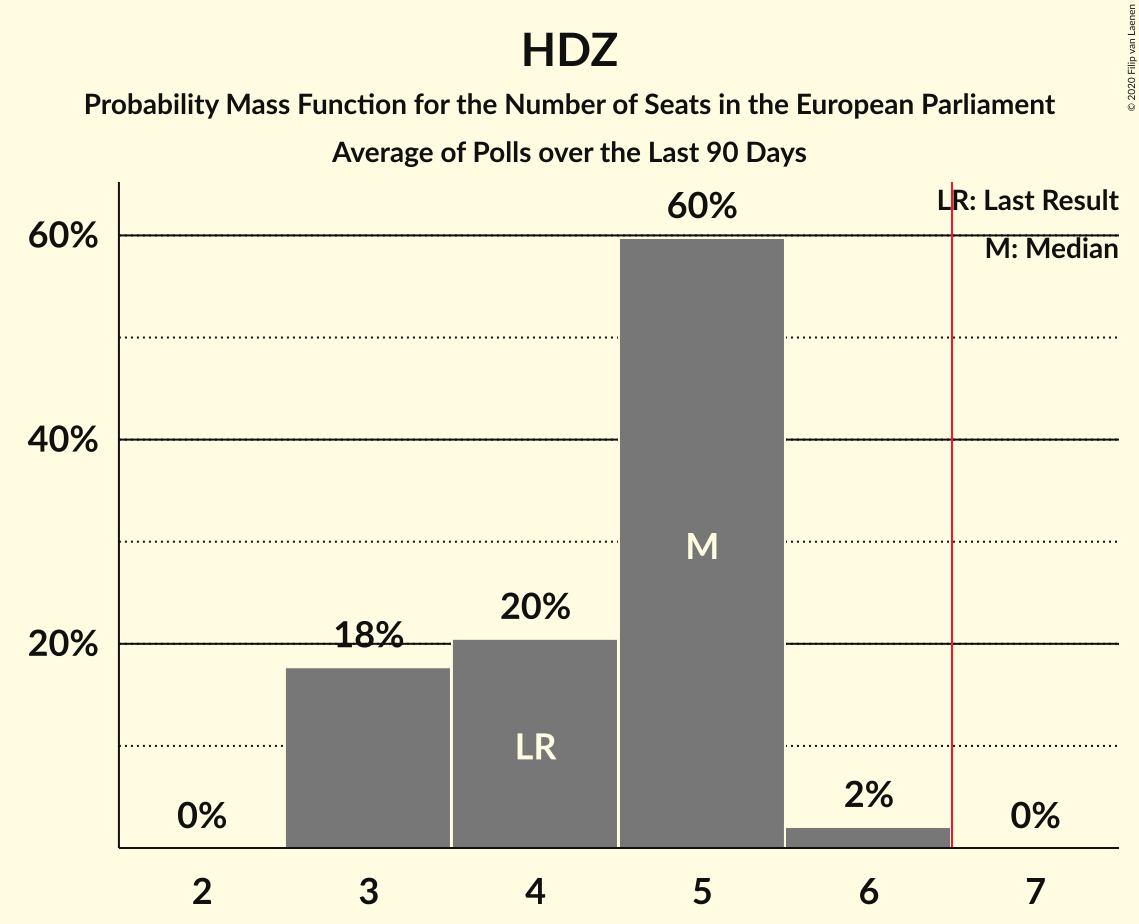 HDZ
Probability Mass Function for the Number of Seats in the European Parliament
Average of Polls over the Last 90 Days
© 2020 Filip van Laenen
LR: Last Result
M: Median
60%
40%
20%
0%
18%
20%
60%
2%
0%
LR
M
2
3
4
5
6
7